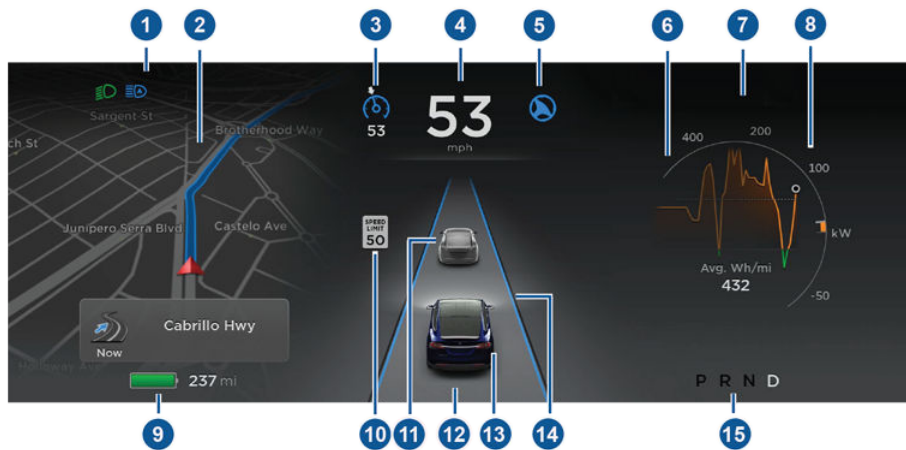 1
2
3
4
5
6
7
8
Sargent St
Brotherhood Way
ch St
Junipero Serra Blvd
Castelo Ave
Cabrillo Hwy
Now
237 mi
53
53
mph
SPEED
LIMIT
50
400
200
100
kW
-50
Avg. Wh/mi
432
P R N D
9
10
11
12
13
14
15